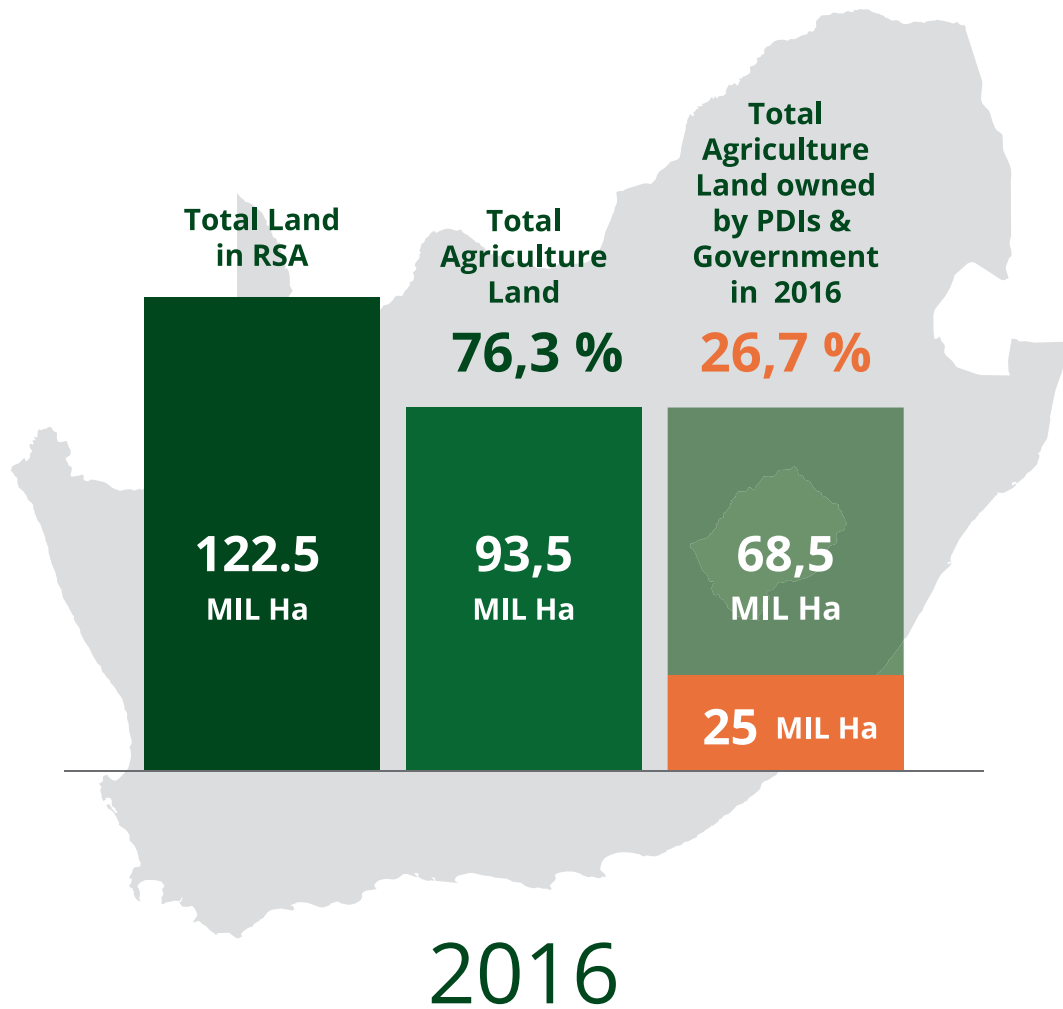 Total Land
in RSA
122.5
MIL Ha
Total
Agriculture
Land
76,3 %
93,5
MIL Ha
Total
Agriculture
Land owned
by PDIs &
Government
in 2016
26,7 %
68,5
MIL Ha
25 MIL Ha
2016